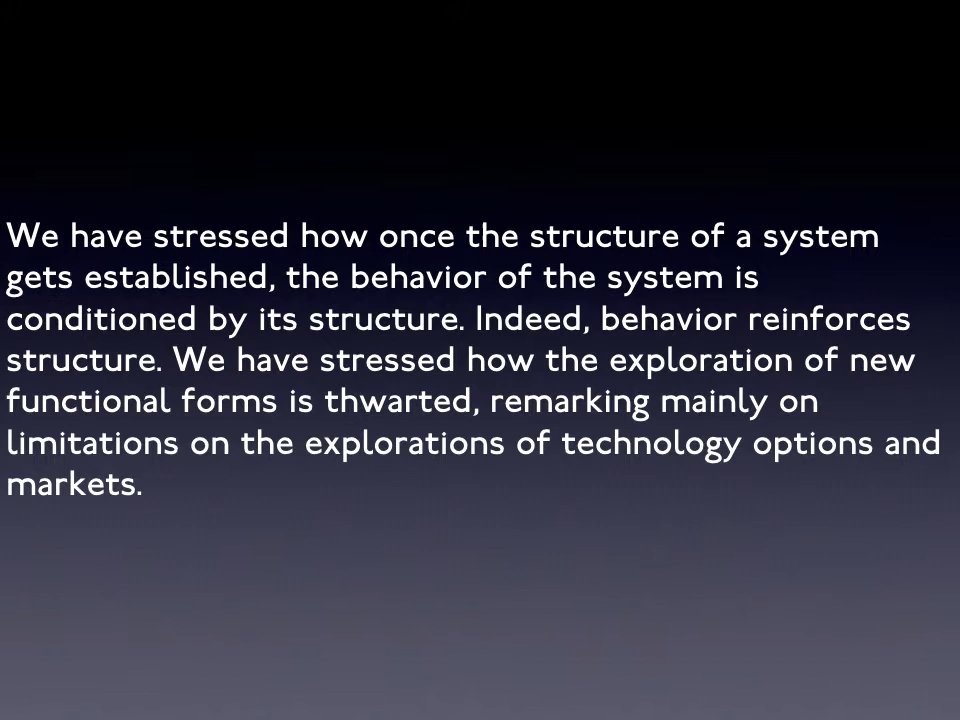 We have stressed how once the structure of a system
gets established, the behavior of the system is
conditioned by its structure. Indeed, behavior reinforces
structure. We have stressed how the exploration of new
functional forms is thwarted, remarking mainly on
limitations on the explorations of technology options and
markets.